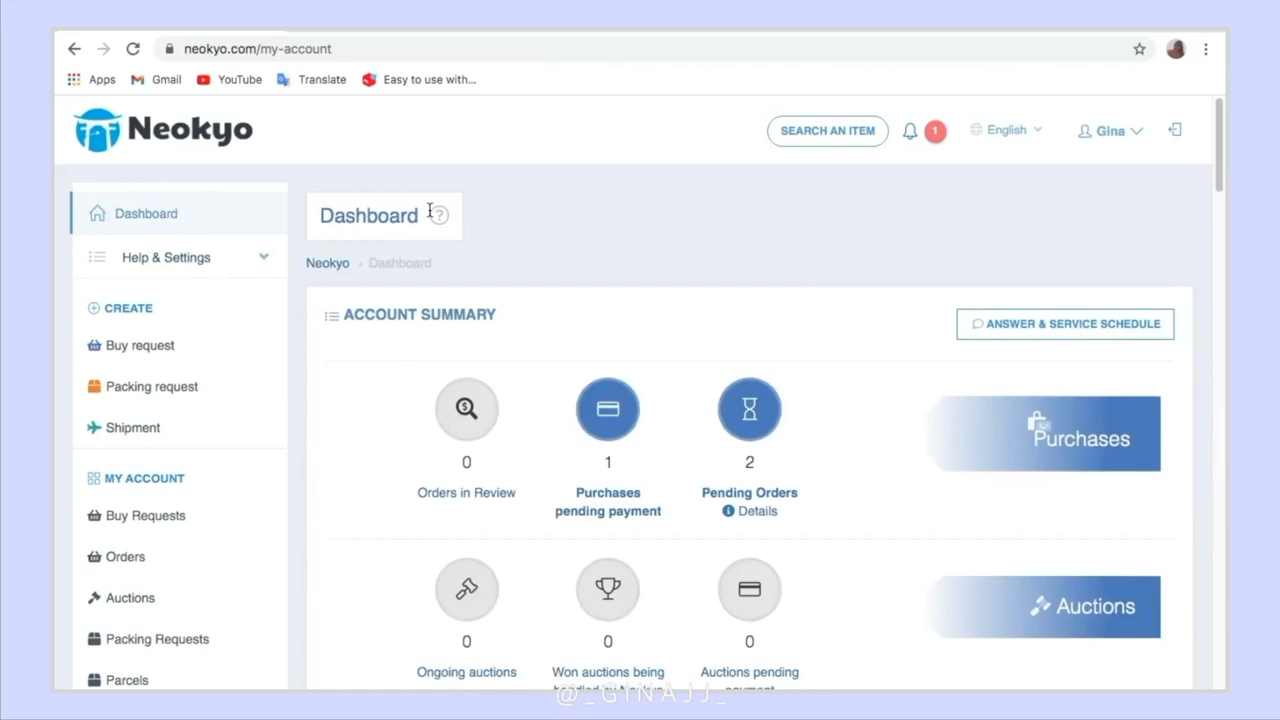 neokyo.com/my-account
Apps Gmail YouTube Translate Easy to use with...
Neokyo
SEARCH AN ITEM
1
English
Gina
Dashboard
Help & Settings
CREATE
Buy request
Packing request
Shipment
MY ACCOUNT
Buy Requests
Orders
Auctions
Packing Requests
Parcels
Dashboard ?
Neokyo - Dashboard
ACCOUNT SUMMARY
ANSWER & SERVICE SCHEDULE
0
Orders in Review
1
Purchases
pending payment
2
Pending Orders
Details
Purchases
0
Ongoing auctions
0
Won auctions being
0
Auctions pending
payment
Auctions
@_GINAJJ_